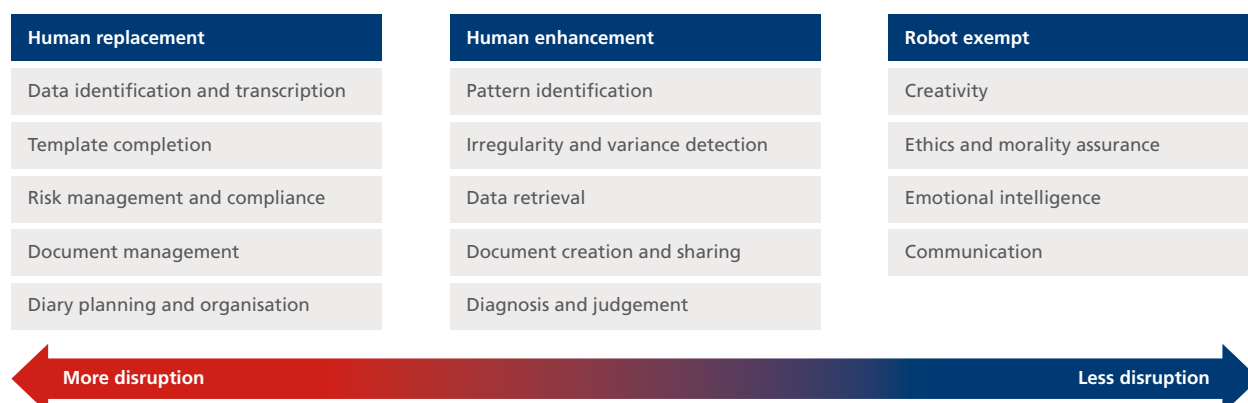 Human replacement
Data identification and transcription
Template completion
Risk management and compliance
Document management
Diary planning and organisation
Human enhancement
Pattern identification
Irregularity and variance detection
Data retrieval
Document creation and sharing
Diagnosis and judgement
Robot exempt
Creativity
Ethics and morality assurance
Emotional intelligence
Communication
More disruption
Less disruption